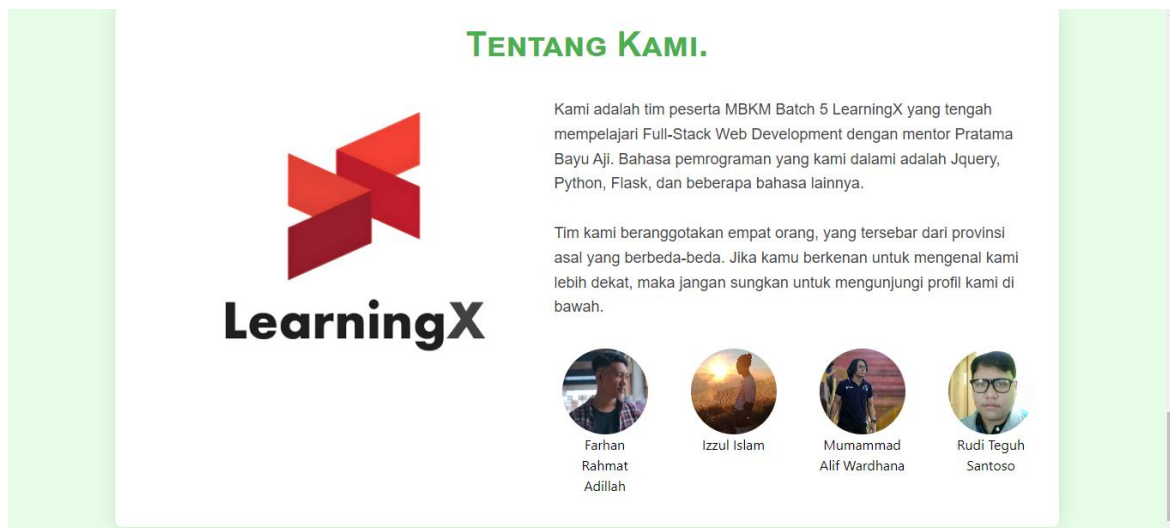 TENTANG KAMI.
Kami adalah tim peserta MBKM Batch 5 LearningX yang tengah
mempelajari Full-Stack Web Development dengan mentor Pratama
Bayu Aji. Bahasa pemrograman yang kami dalami adalah Jquery,
Python, Flask, dan beberapa bahasa lainnya.
Tim kami beranggotakan empat orang, yang tersebar dari provinsi
asal yang berbeda-beda. Jika kamu berkenan untuk mengenal kami
lebih dekat, maka jangan sungkan untuk mengunjungi profil kami di
bawah.
LearningX
Farhan
Rahmat
Adillah
Izzul Islam
Mumammad
Alif Wardhana
Rudi Teguh
Santoso